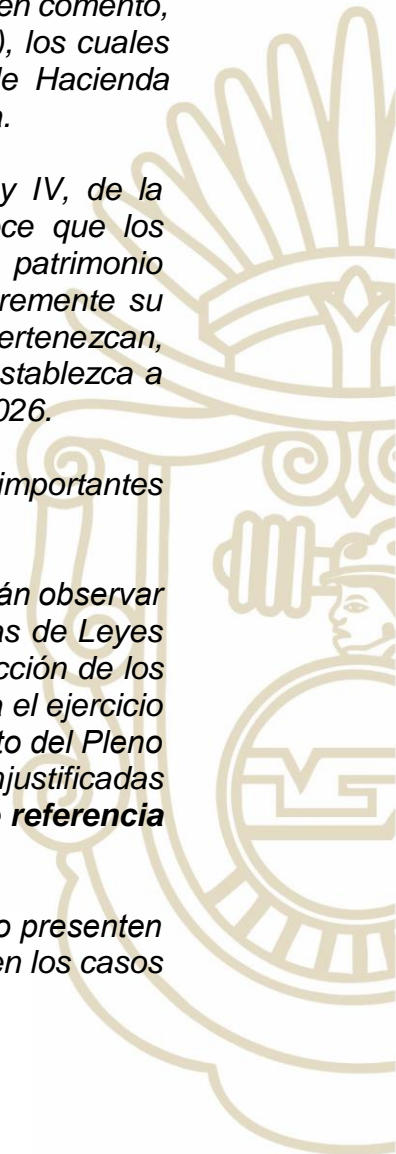 en comento,
), los cuales
de Hacienda
a.
y IV, de la
ce que los
patrimonio
remente su
ertenezcan,
stablezca a
026.
importantes
án observar
as de Leyes
cción de los
a el ejercicio
to del Pleno
njustificadas
o referencia
o presenten
en los casos